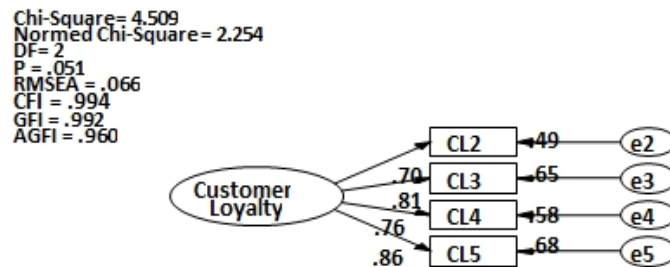 Chi-Square= 4.509
Normed Chi-Square= 2.254
DF= 2
P = .051
RMSEA = .066
CFI = .994
GFI = .992
AGFI = .960
CL2
.49
e2
.70
CL3
.65
e3
Customer
Loyalty
.81
CL4
.58
e4
.76
CL5
.68
e5
.86